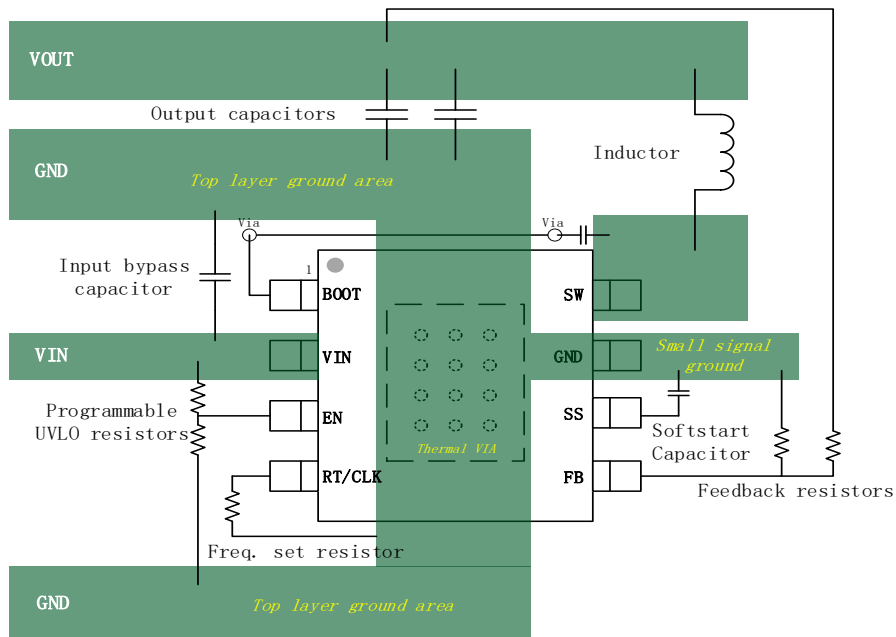 VOUT
Output capacitors
Inductor
GND
Top layer ground area
Via
Via
Input bypass
capacitor
1
BOOT
SW
VIN
VIN
GND
Small signal
ground
Programmable
UVLO resistors
EN
SS
Softstart
Capacitor
Thermal VIA
RT/CLK
FB
Feedback resistors
Freq. set resistor
GND
Top layer ground area